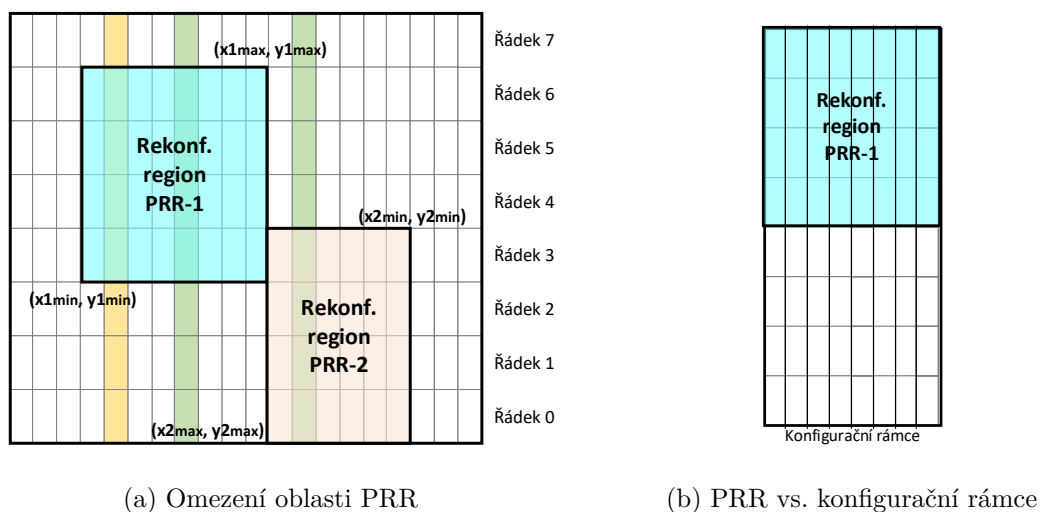 (x1max, y1max)
Řádek 7
Řádek 6
Řádek 5
Řádek 4
Řádek 3
Řádek 2
Řádek 1
Řádek 0
Rekonf.
region
PRR-1
(x2min, y2min)
(x1min, y1min)
Rekonf.
region
PRR-2
(x2max, y2max)
Rekonf.
region
PRR-1
Konfigurační rámce
(a) Omezení oblasti PRR
(b) PRR vs. konfigurační rámce